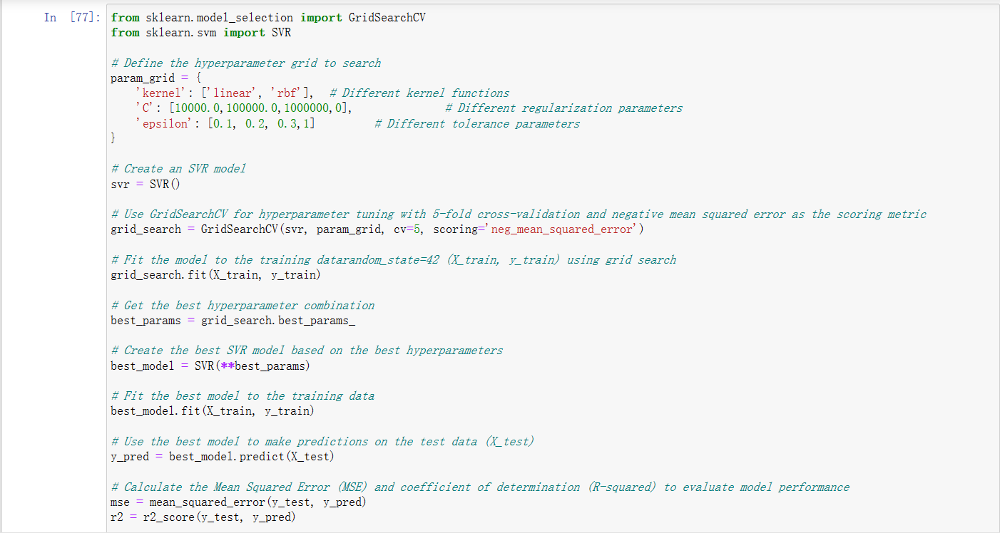 In [77]: from sklearn.model_selection import GridSearchCV
from sklearn.svm import SVR
# Define the hyperparameter grid to search
param_grid = {
    'kernel': ['linear', 'rbf'],  # Different kernel functions
    'C': [10000.0,100000.0,1000000,0],              # Different regularization parameters
    'epsilon': [0.1, 0.2, 0.3,1]         # Different tolerance parameters
}
# Create an SVR model
svr = SVR()
# Use GridSearchCV for hyperparameter tuning with 5-fold cross-validation and negative mean squared error as the scoring metric
grid_search = GridSearchCV(svr, param_grid, cv=5, scoring='neg_mean_squared_error')
# Fit the model to the training datarandom_state=42 (X_train, y_train) using grid search
grid_search.fit(X_train, y_train)
# Get the best hyperparameter combination
best_params = grid_search.best_params_
# Create the best SVR model based on the best hyperparameters
best_model = SVR(**best_params)
# Fit the best model to the training data
best_model.fit(X_train, y_train)
# Use the best model to make predictions on the test data (X_test)
y_pred = best_model.predict(X_test)
# Calculate the Mean Squared Error (MSE) and coefficient of determination (R-squared) to evaluate model performance
mse = mean_squared_error(y_test, y_pred)
r2 = r2_score(y_test, y_pred)